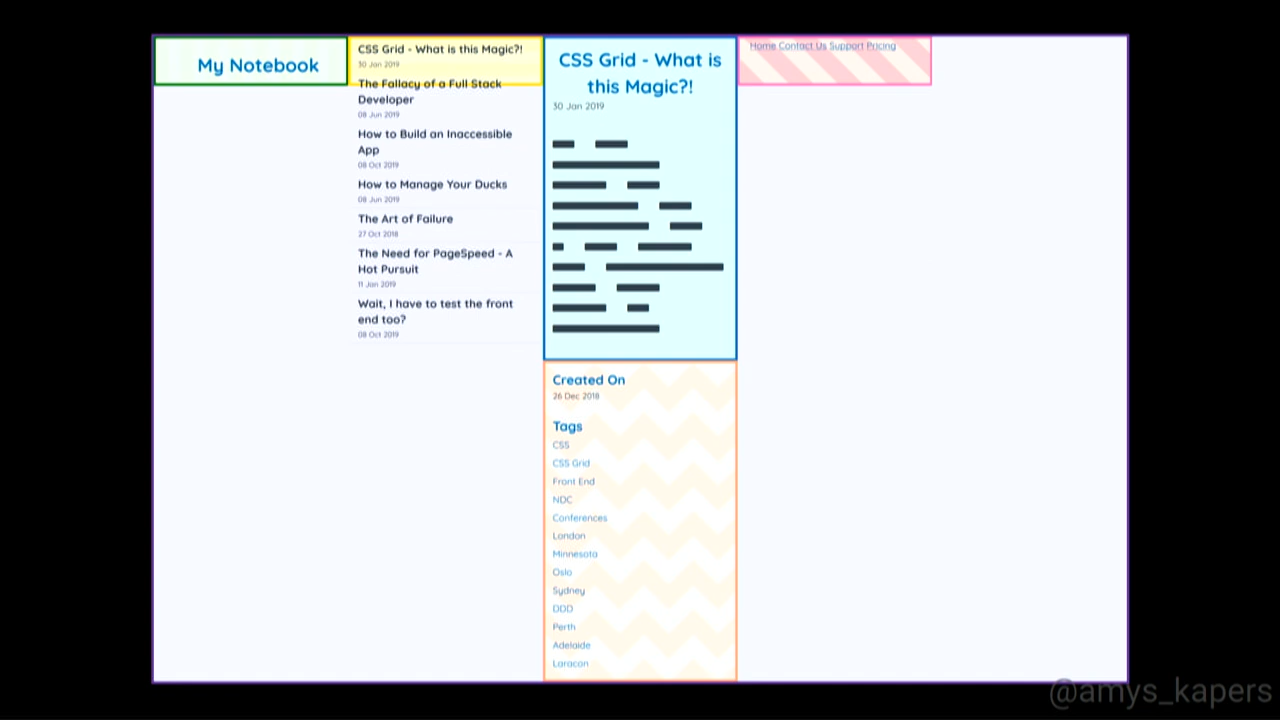 My Notebook
CSS Grid - What is this Magic?!
30 Jan 2019
The Fallacy of a Full Stack
Developer
08 Jun 2019
How to Build an Inaccessible
App
08 Oct 2019
How to Manage Your Ducks
08 Jun 2019
The Art of Failure
27 Oct 2018
The Need for PageSpeed - A
Hot Pursuit
11 Jan 2019
Wait, I have to test the front
end too?
08 Oct 2019
CSS Grid - What is
this Magic?!
30 Jan 2019
Created On
26 Dec 2018
Tags
CSS
CSS Grid
Front End
NDC
Conferences
London
Minnesota
Oslo
Sydney
DDD
Perth
Adelaide
Laracon
Home Contact Us Support Pricing
@amys_kapers